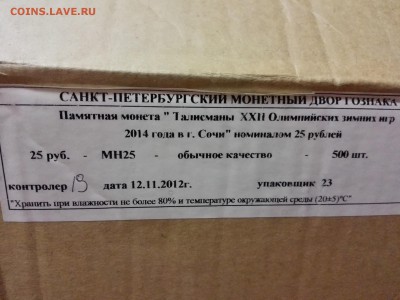 COINS.LAVE.RU
САНКТ-ПЕТЕРБУРГСКИЙ МОНЕТНЫЙ ДВОР ГОЗНАКА
Памятная монета " Талисманы XXII Олимпийских зимних игр
2014 года в г. Сочи" номиналом 25 рублей
25 руб. - МН25 - обычное качество - 500 шт.
контролер 19 дата 12.11.2012г. упаковщик 23
"Хранить при влажности не более 80% и температуре окружающей среды (20±5)°С"